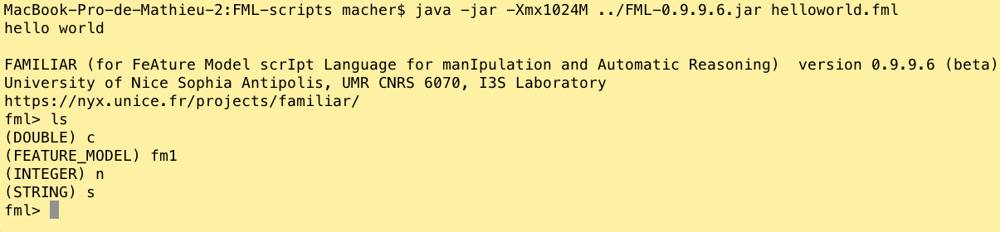 MacBook-Pro-de-Mathieu-2:FML-scripts macher$ java -jar -Xmx1024M ../FML-0.9.9.6.jar helloworld.fml
hello world
FAMILIAR (for FeAture Model scrIpt Language for manIpulation and Automatic Reasoning)  version 0.9.9.6 (beta)
University of Nice Sophia Antipolis, UMR CNRS 6070, I3S Laboratory
https://nyx.unice.fr/projects/familiar/
fml> ls
(DOUBLE) c
(FEATURE_MODEL) fm1
(INTEGER) n
(STRING) s
fml>